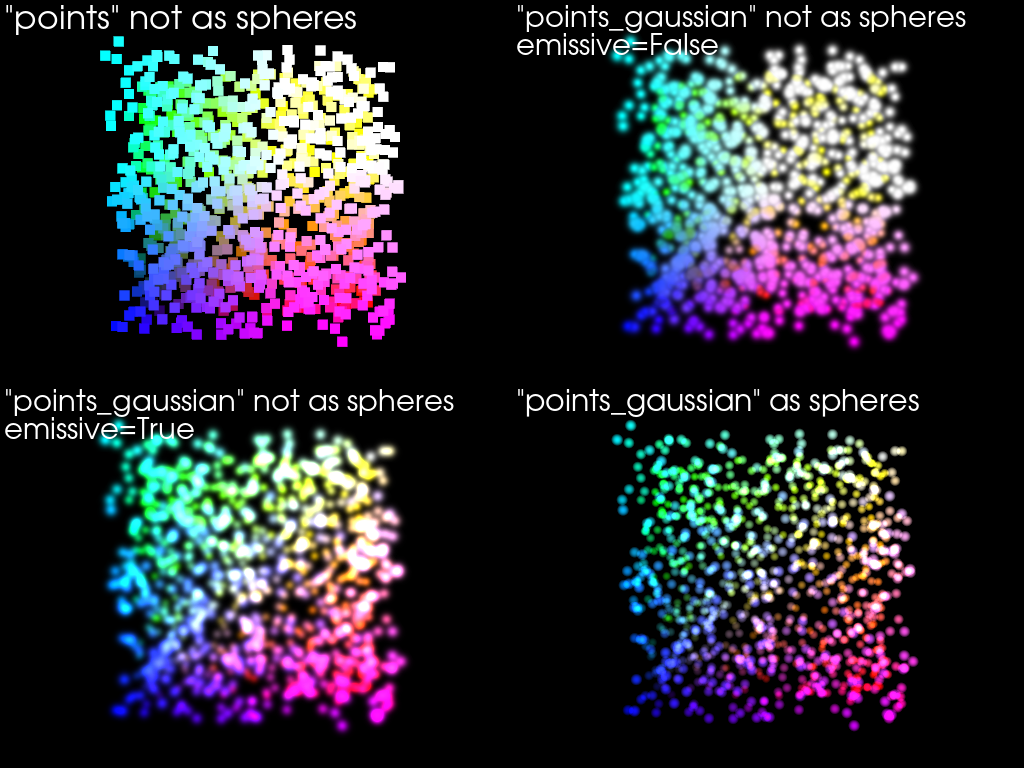 "points" not as spheres
"points_gaussian" not as spheres
emissive=False
"points_gaussian" not as spheres
emissive=True
"points_gaussian" as spheres